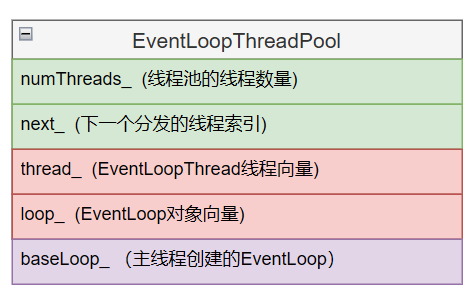 EventLoopThreadPool
numThreads_ (线程池的线程数量)
next_ (下一个分发的线程索引)
thread_ (EventLoopThread线程向量)
loop_ (EventLoop对象向量)
baseLoop_ （主线程创建的EventLoop）